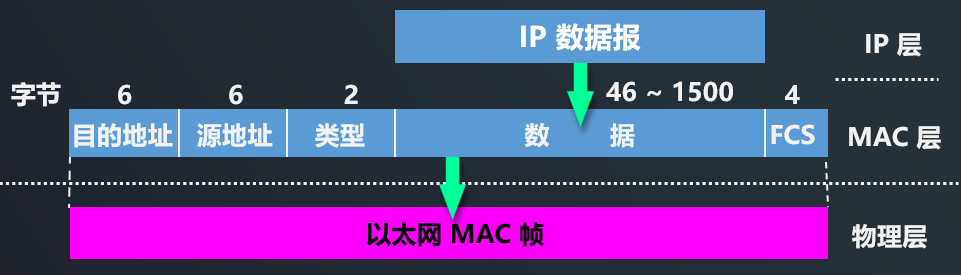 IP 数据报
IP 层
字节 6 6 2 46 ~ 1500 4
目的地址 源地址 类型 数 据 FCS
MAC 层
以太网 MAC 帧
物理层